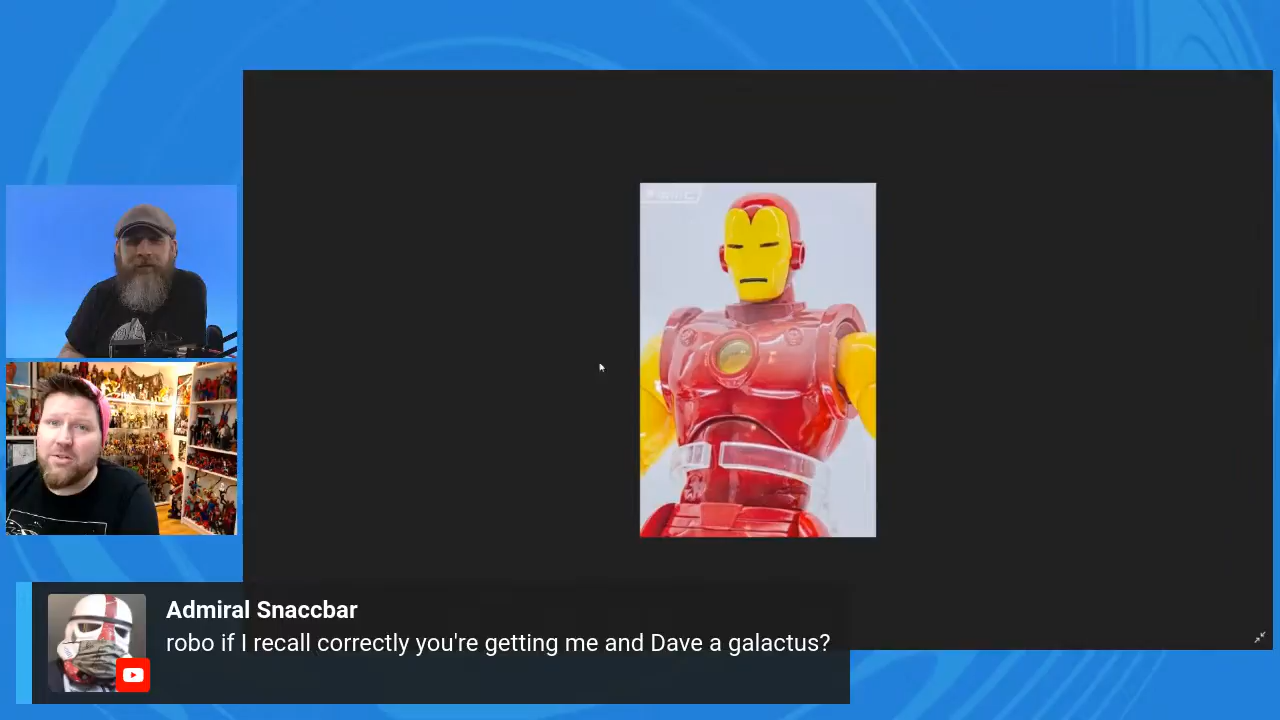 Admiral Snaccbar
robo if I recall correctly you're getting me and Dave a galactus?